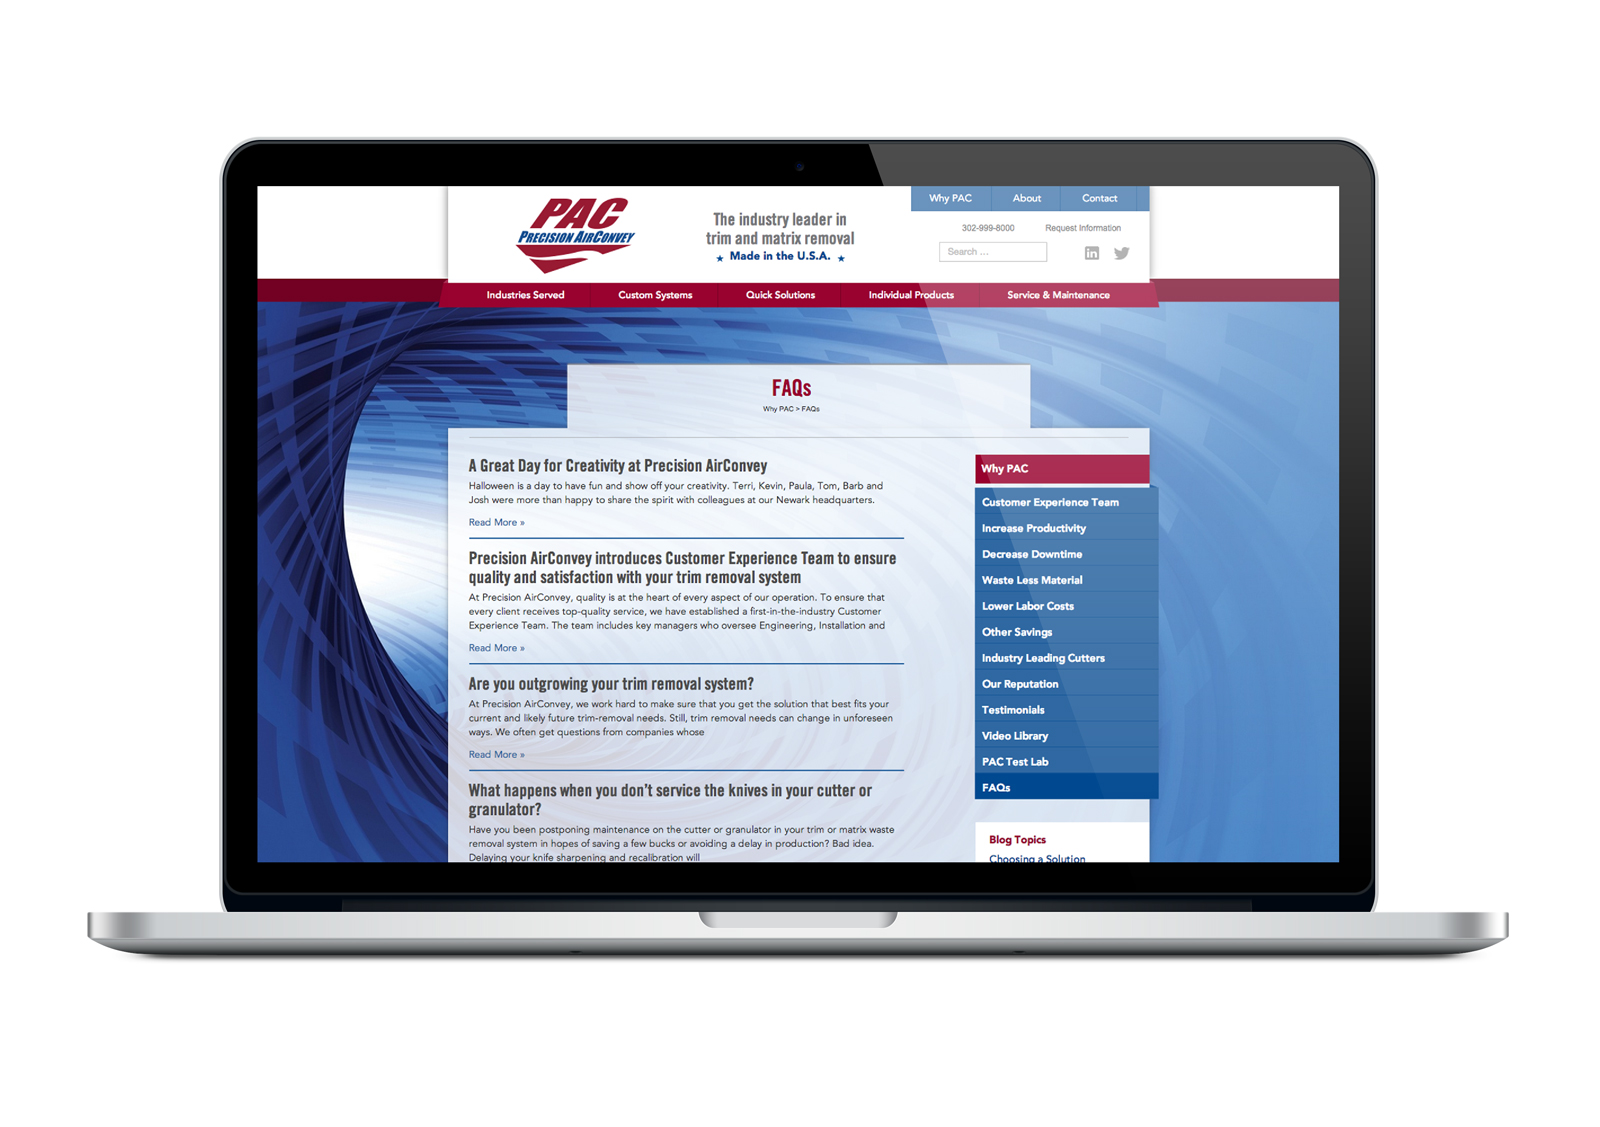 PAC
PRECISION AIRCONVEY
The industry leader in
trim and matrix removal
Made in the U.S.A.
Why PAC
About
Contact
302-999-8000
Request Information
Search ...
in
Industries Served
Custom Systems
Quick Solutions
Individual Products
Service & Maintenance
FAQs
Why PAC > FAQs
A Great Day for Creativity at Precision AirConvey
Halloween is a day to have fun and show off your creativity. Terri, Kevin, Paula, Tom, Barb and
Josh were more than happy to share the spirit with colleagues at our Newark headquarters.
Read More »
Precision AirConvey introduces Customer Experience Team to ensure
quality and satisfaction with your trim removal system
At Precision AirConvey, quality is at the heart of every aspect of our operation. To ensure that
every client receives top-quality service, we have established a first-in-the-industry Customer
Experience Team. The team includes key managers who oversee Engineering, Installation and
Read More »
Are you outgrowing your trim removal system?
At Precision AirConvey, we work hard to make sure that you get the solution that best fits your
current and likely future trim-removal needs. Still, trim removal needs can change in unforeseen
ways. We often get questions from companies whose
Read More »
What happens when you don't service the knives in your cutter or
granulator?
Have you been postponing maintenance on the cutter or granulator in your trim or matrix waste
removal system in hopes of saving a few bucks or avoiding a delay in production? Bad idea.
Delaying your knife sharpening and recalibration will
Why PAC
Customer Experience Team
Increase Productivity
Decrease Downtime
Waste Less Material
Lower Labor Costs
Other Savings
Industry Leading Cutters
Our Reputation
Testimonials
Video Library
PAC Test Lab
FAQs
Blog Topics
Choosing a Solution